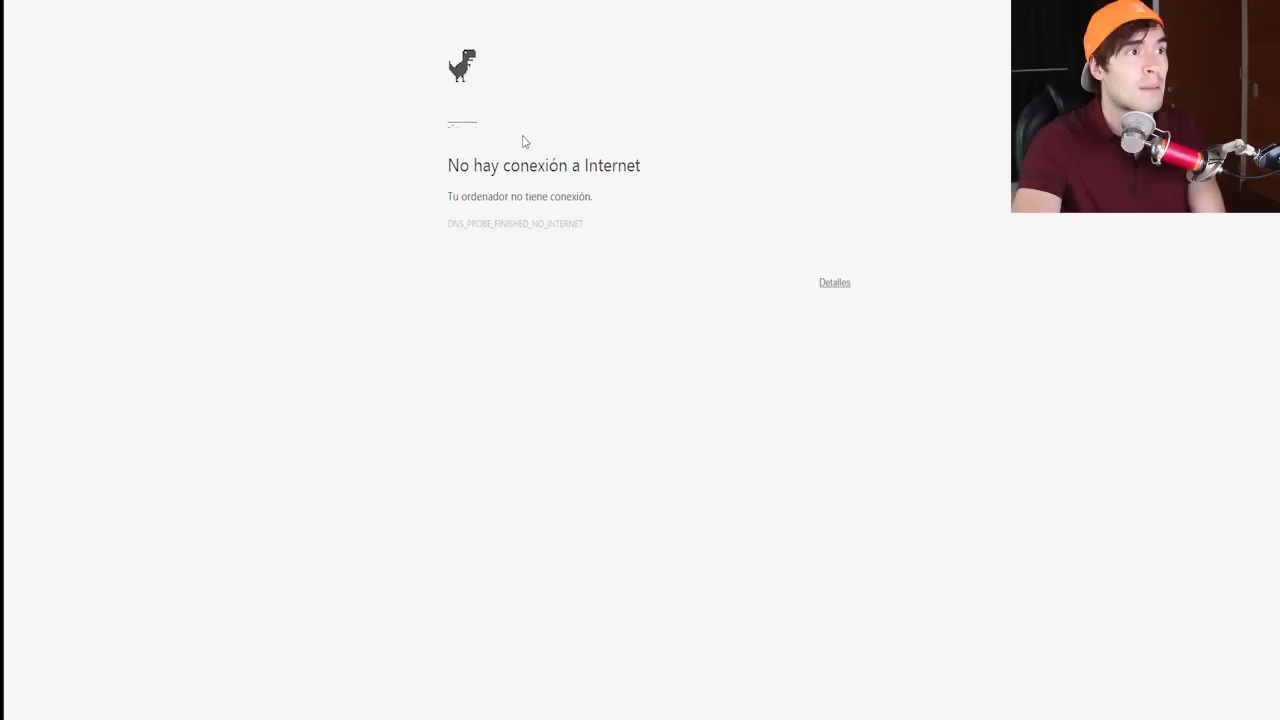 No hay conexión a Internet
Tu ordenador no tiene conexión.
DNS_PROBE_FINISHED_NO_INTERNET
Detalles